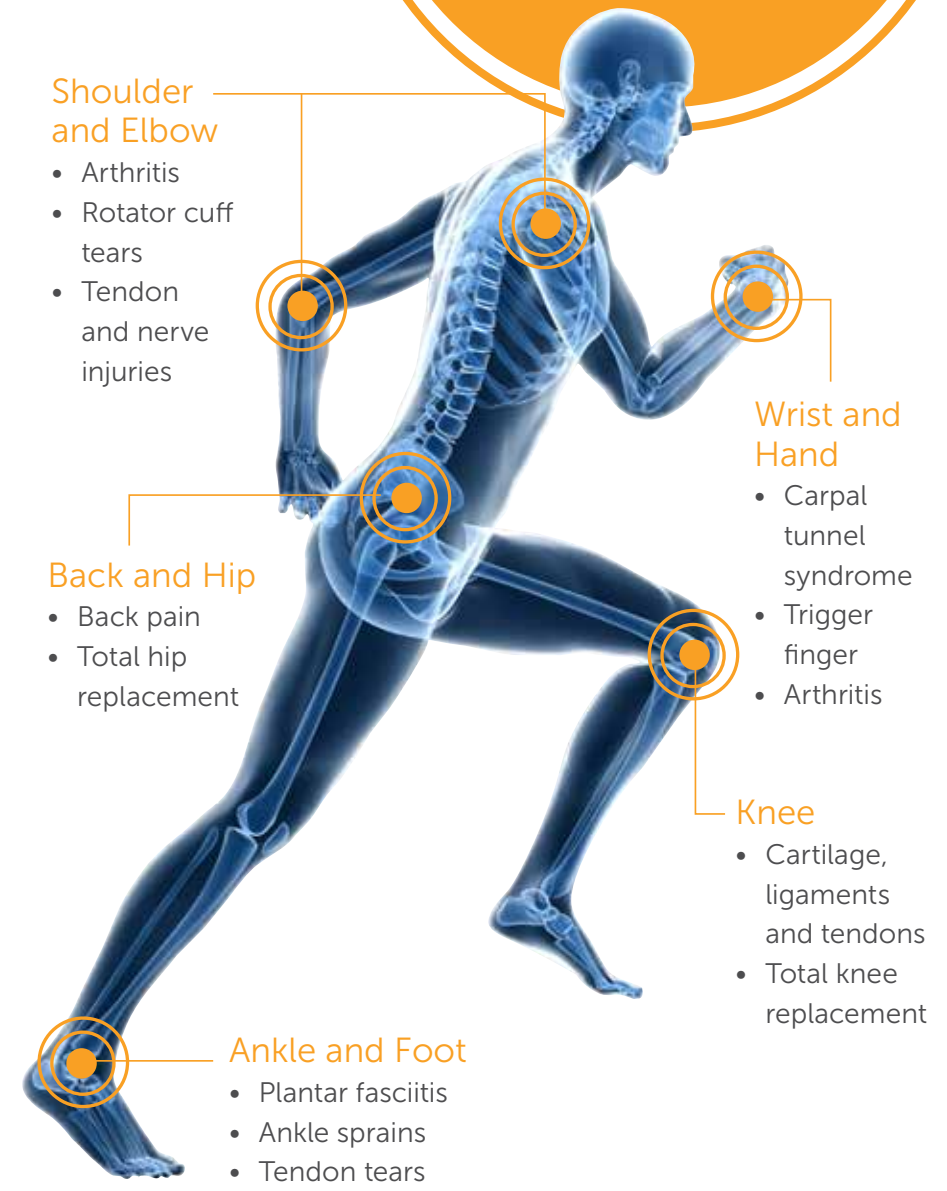 Shoulder
and Elbow
• Arthritis
• Rotator cuff
tears
• Tendon
and nerve
injuries
Wrist and
Hand
• Carpal
tunnel
syndrome
• Trigger
finger
• Arthritis
Back and Hip
• Back pain
• Total hip
replacement
Knee
• Cartilage,
ligaments
and tendons
• Total knee
replacement
Ankle and Foot
• Plantar fasciitis
• Ankle sprains
• Tendon tears